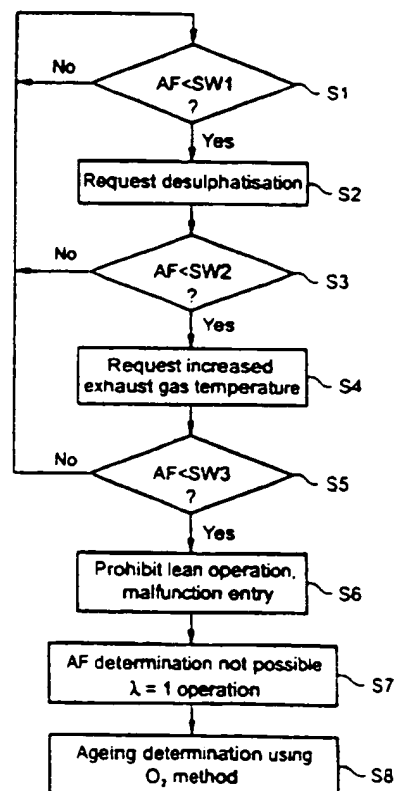 No
AF<SW1
?
S1
Yes
Request desulphatisation
S2
No
AF<SW2
?
S3
Yes
Request increased
exhaust gas temperature
S4
No
AF<SW3
?
S5
Yes
Prohibit lean operation,
malfunction entry
S6
AF determination not possible
λ = 1 operation
S7
Ageing determination using
O₂ method
S8